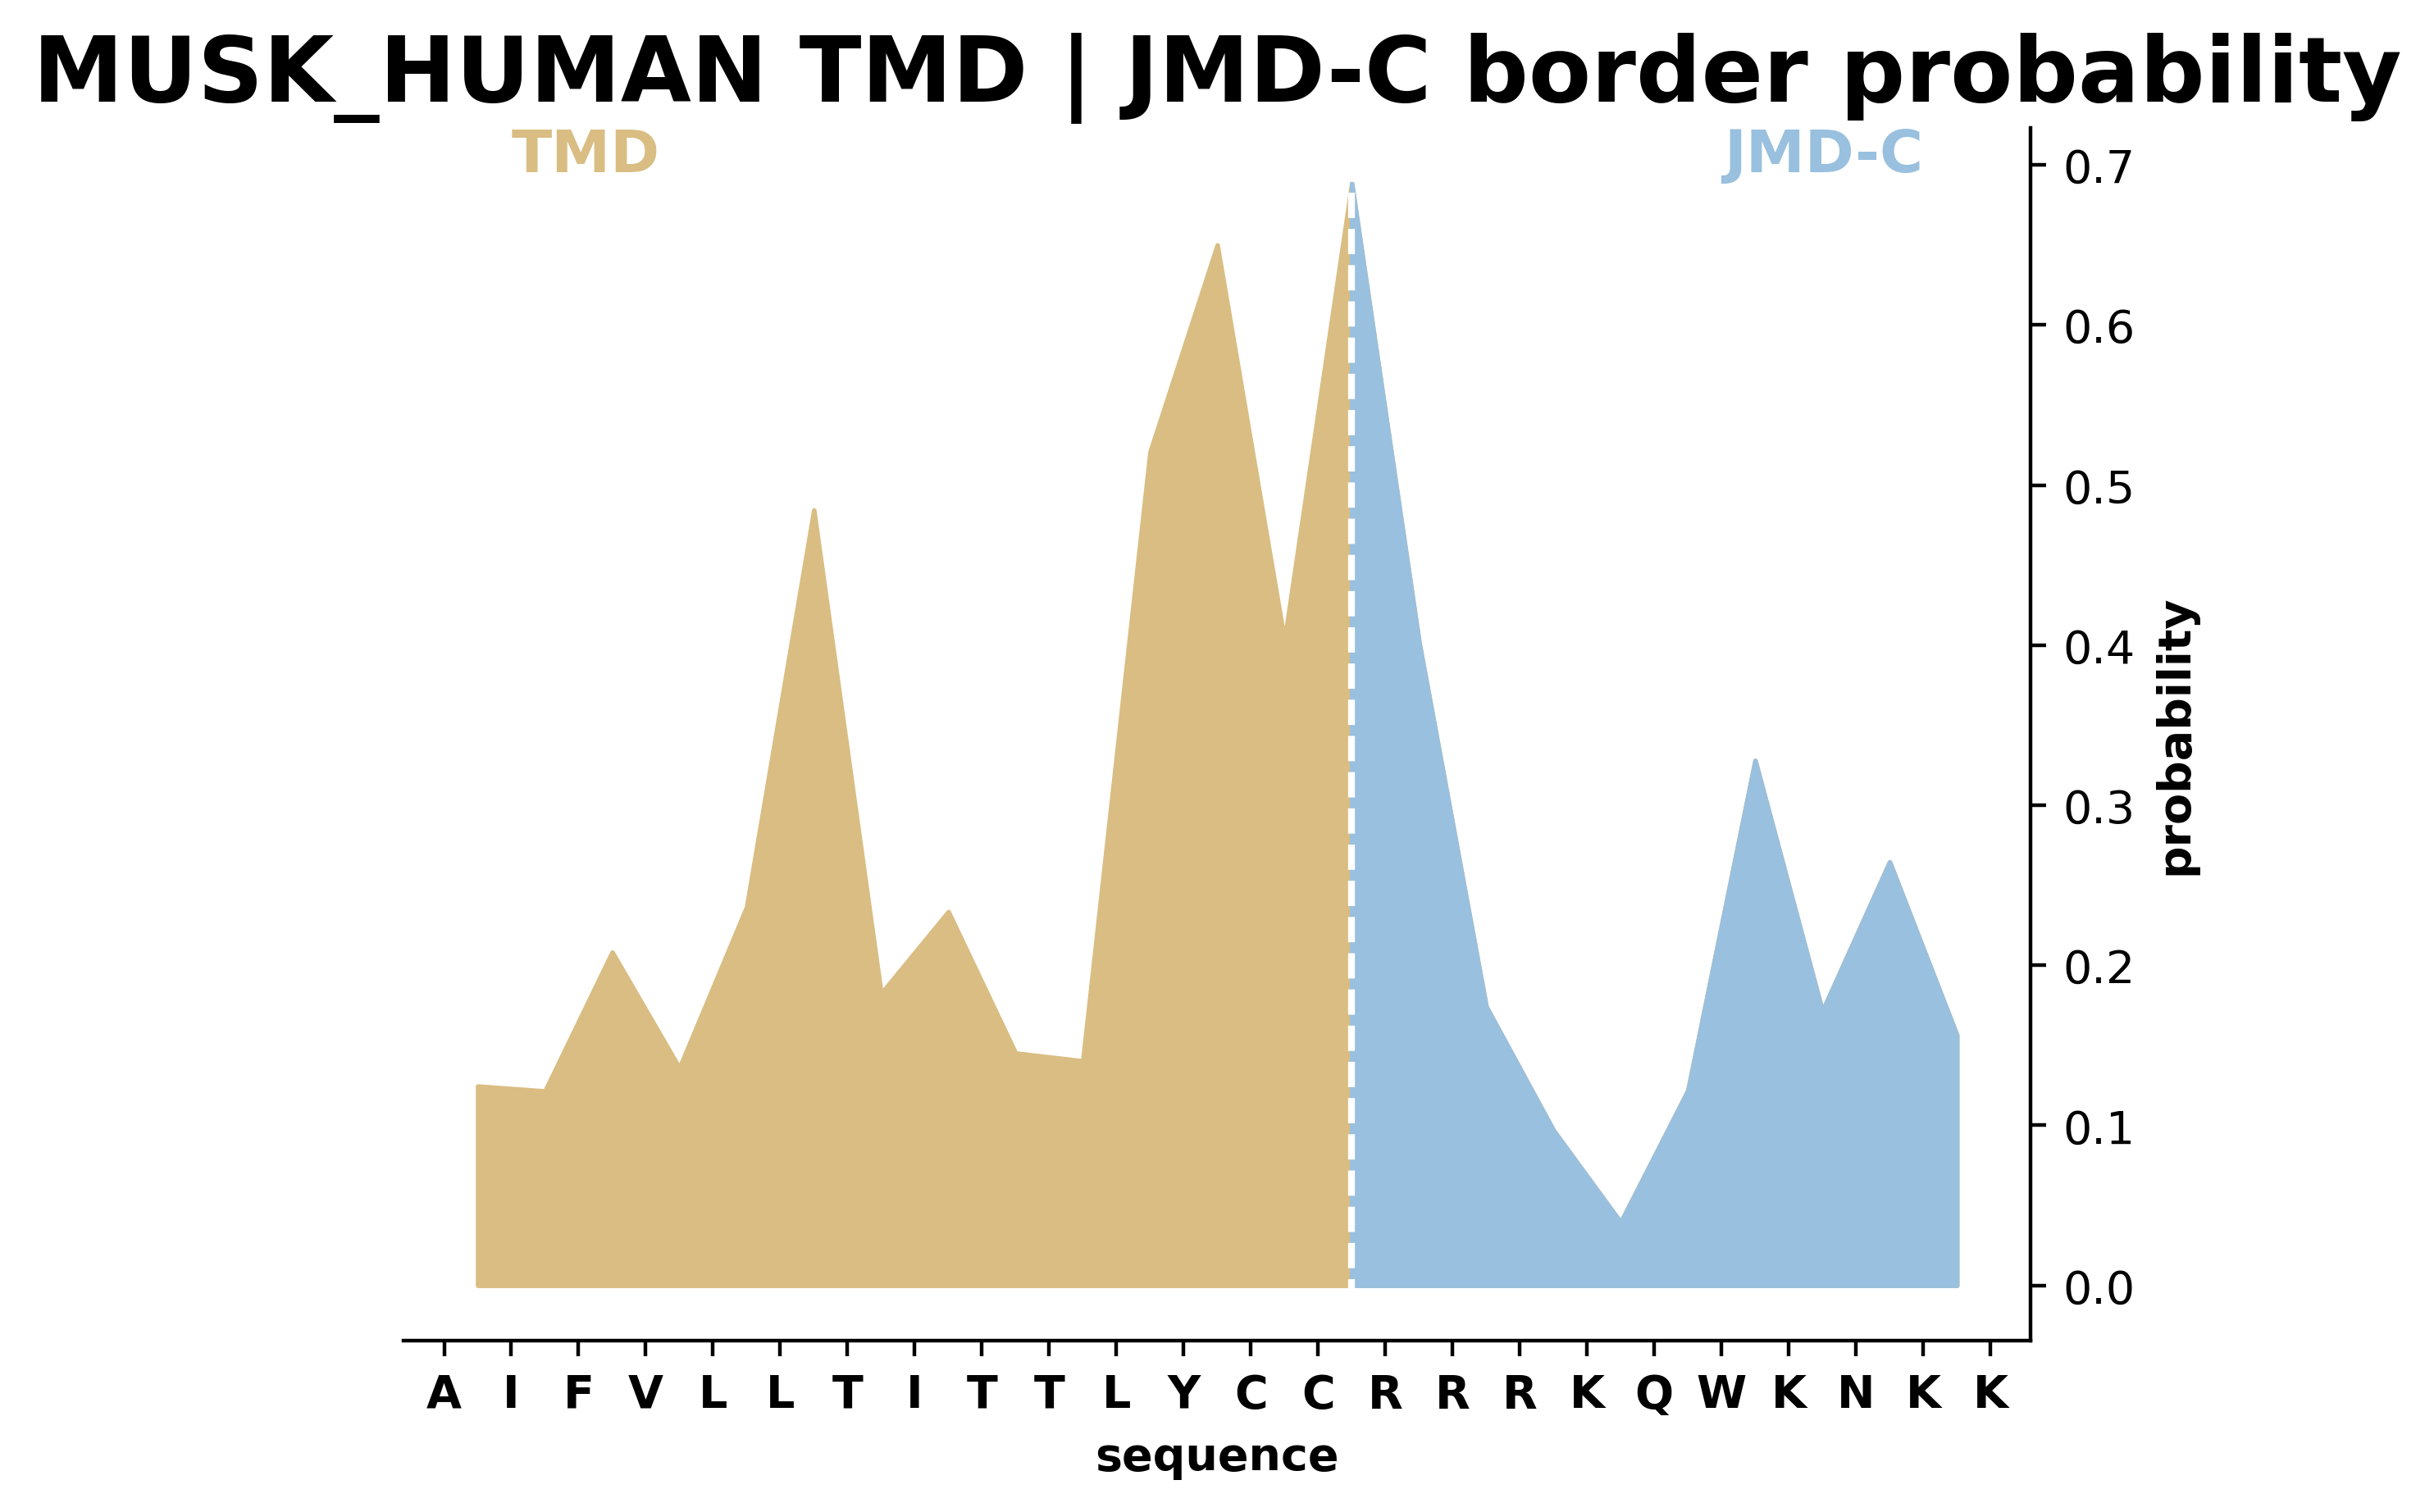 MUSK_HUMAN TMD | JMD-C border probability
TMD JMD-C
0.7
0.6
0.5
0.4
0.3
0.2
0.1
0.0
probability
A I F V L L T I T T L Y C C R R R K Q W K N K K
sequence